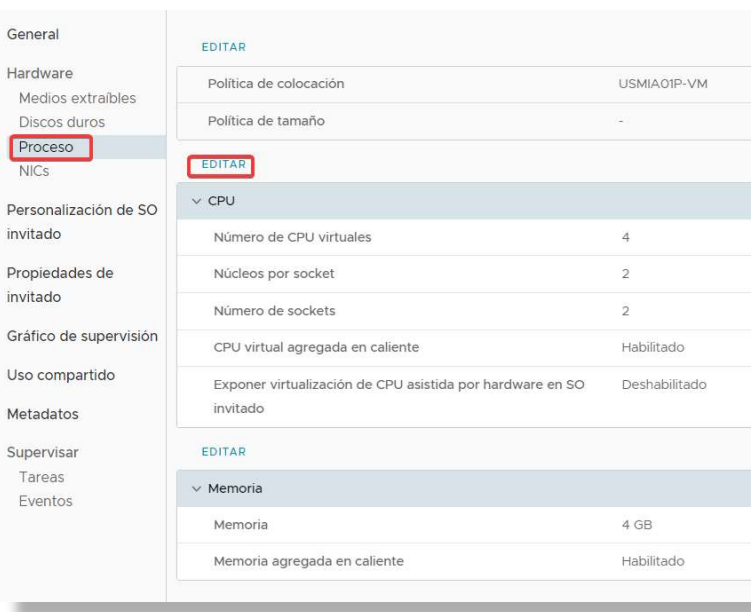 General
Hardware
Medios extraíbles
Discos duros
Proceso
NICs
Personalización de SO
invitado
Propiedades de
invitado
Gráfico de supervisión
Uso compartido
Metadatos
Supervisar
Tareas
Eventos
EDITAR
Política de colocación USMIA01P-VM
Política de tamaño -
EDITAR
CPU
Número de CPU virtuales 4
Núcleos por socket 2
Número de sockets 2
CPU virtual agregada en caliente Habilitado
Exponer virtualización de CPU asistida por hardware en SO Deshabilitado
invitado
EDITAR
Memoria
Memoria 4 GB
Memoria agregada en caliente Habilitado